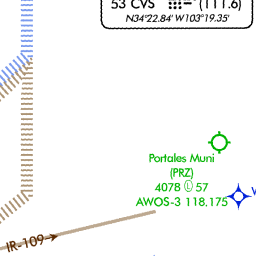 53 CVS (111.6)
N34°22.84' W103°19.35'
Portales Muni
(PRZ)
4078 Ⓛ 57
AWOS-3 118.175
IR-109